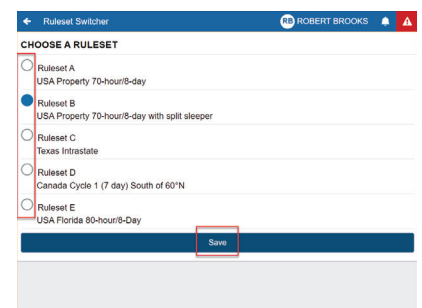 Ruleset Switcher
RB ROBERT BROOKS
CHOOSE A RULESET
Ruleset A
USA Property 70-hour/8-day
Ruleset B
USA Property 70-hour/8-day with split sleeper
Ruleset C
Texas Intrastate
Ruleset D
Canada Cycle 1 (7 day) South of 60°N
Ruleset E
USA Florida 80-hour/8-Day
Save